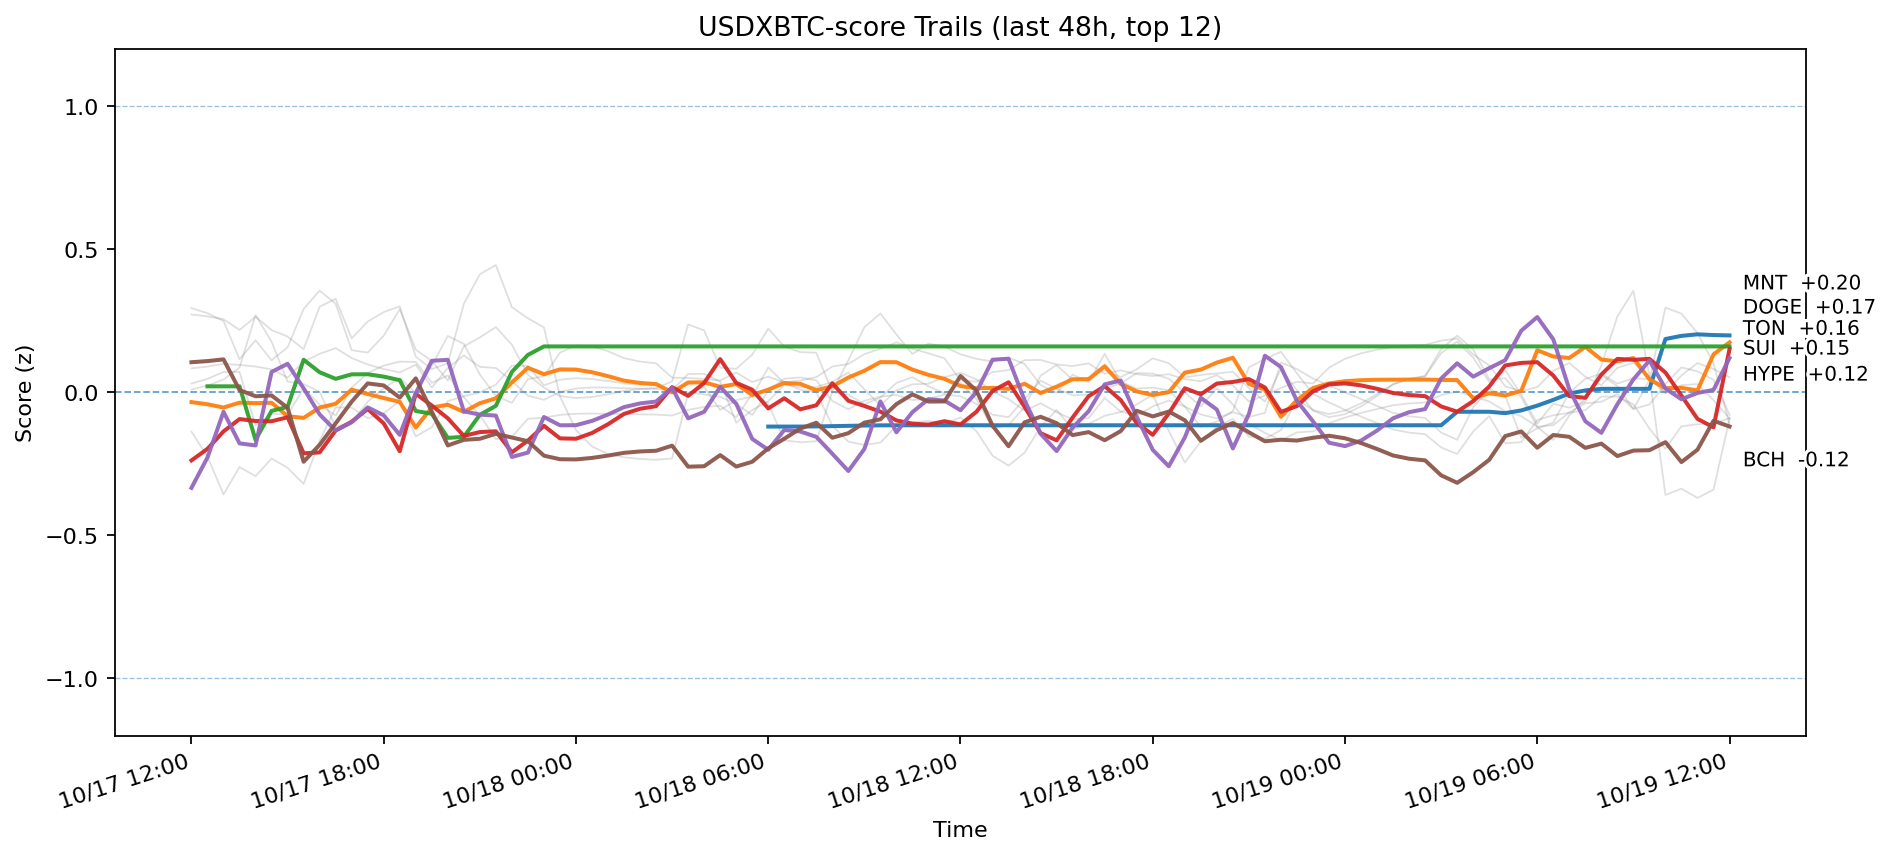 USDXBTC-score Trails (last 48h, top 12)
Score (z)
1.0
0.5
0.0
−0.5
−1.0
MNT +0.20
DOGE +0.17
TON +0.16
SUI +0.15
HYPE +0.12
BCH -0.12
10/17 12:00
10/17 18:00
10/18 00:00
10/18 06:00
10/18 12:00
10/18 18:00
10/19 00:00
10/19 06:00
10/19 12:00
Time